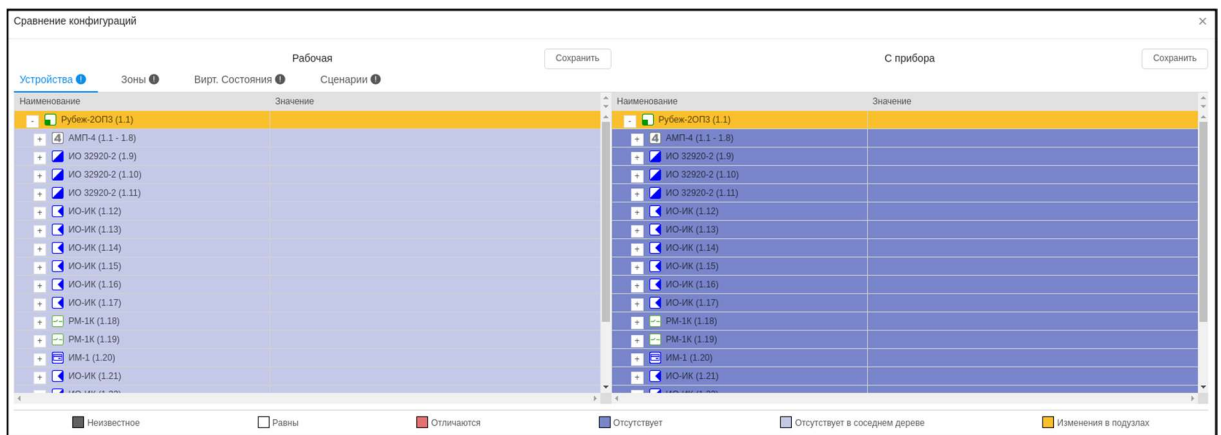 Сравнение конфигураций
Рабочая Сохранить С прибора Сохранить
Устройства Зоны Вирт. Состояния Сценарии
Наименование Значение Наименование Значение
Рубеж-2ОП3 (1.1) Рубеж-2ОП3 (1.1)
4 АМП-4 (1.1 - 1.8) 4 АМП-4 (1.1 - 1.8)
ИО 32920-2 (1.9) ИО 32920-2 (1.9)
ИО 32920-2 (1.10) ИО 32920-2 (1.10)
ИО 32920-2 (1.11) ИО 32920-2 (1.11)
ИО-ИК (1.12) ИО-ИК (1.12)
ИО-ИК (1.13) ИО-ИК (1.13)
ИО-ИК (1.14) ИО-ИК (1.14)
ИО-ИК (1.15) ИО-ИК (1.15)
ИО-ИК (1.16) ИО-ИК (1.16)
ИО-ИК (1.17) ИО-ИК (1.17)
РМ-1К (1.18) РМ-1К (1.18)
РМ-1К (1.19) РМ-1К (1.19)
ИМ-1 (1.20) ИМ-1 (1.20)
ИО-ИК (1.21) ИО-ИК (1.21)
Неизвестное Равны Отличаются Отсутствует Отсутствует в соседнем дереве Изменения в подузлах